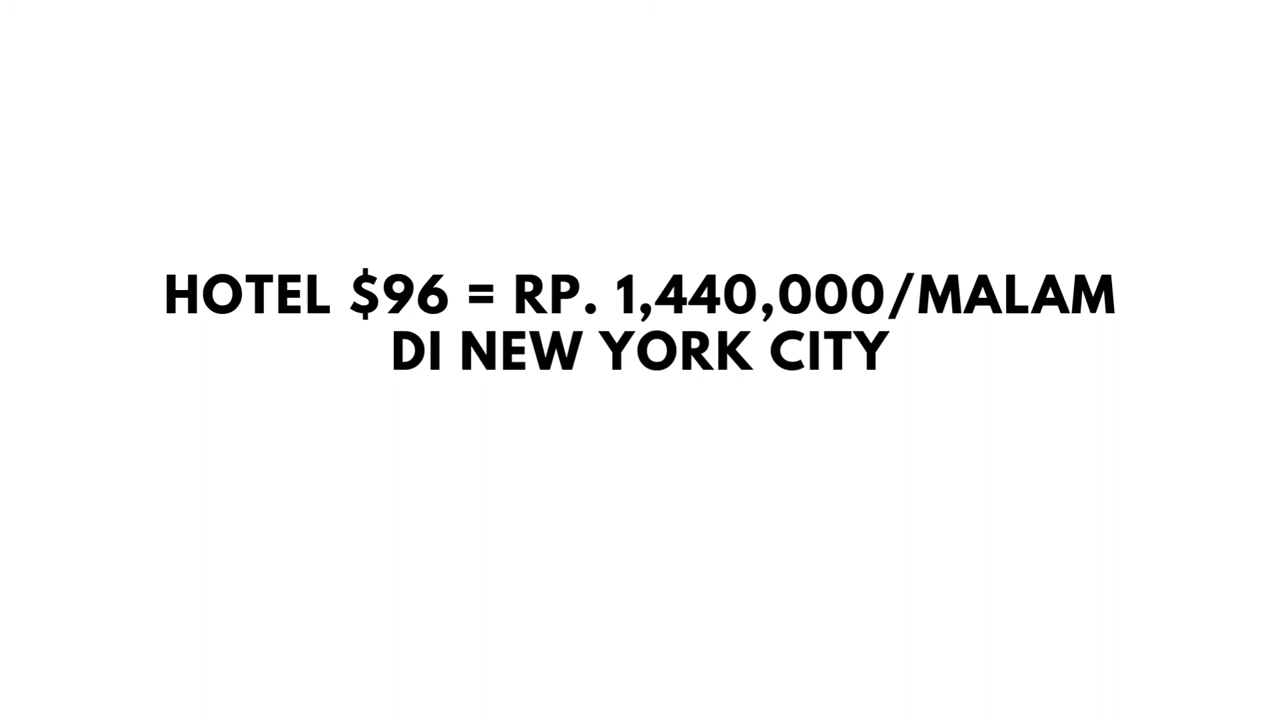 HOTEL $96 = RP. 1,440,000/MALAM
DI NEW YORK CITY